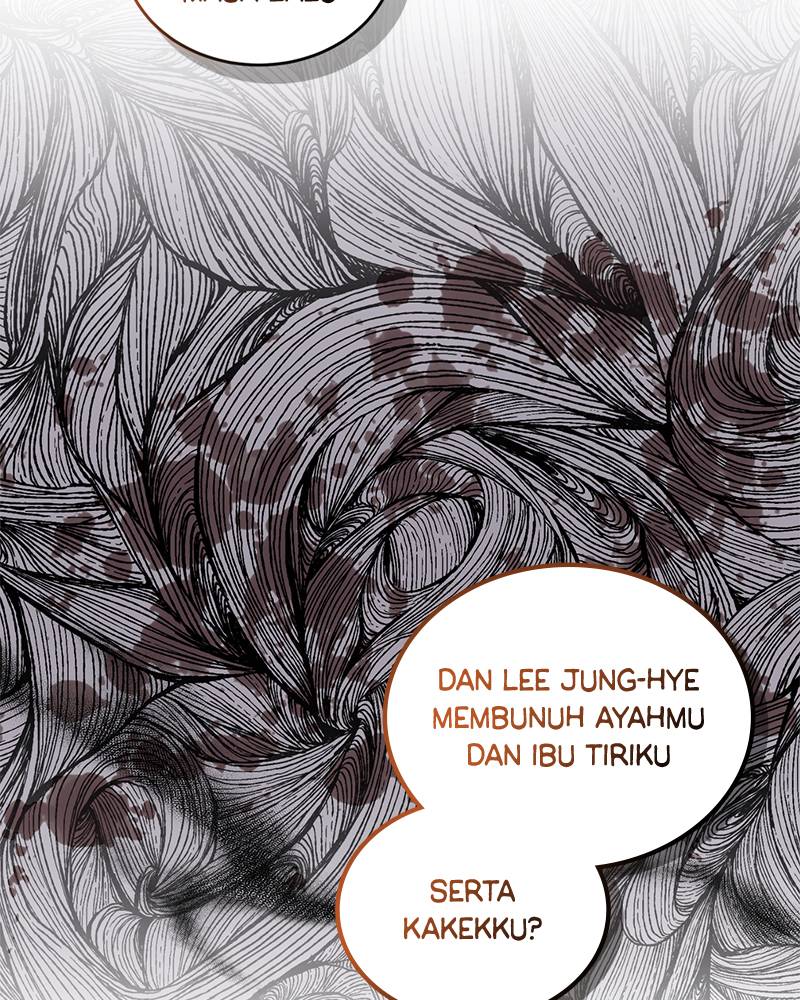 DAN LEE JUNG-HYE
MEMBUNUH AYAHMU
DAN IBU TIRIKU
SERTA
KAKEKKU?